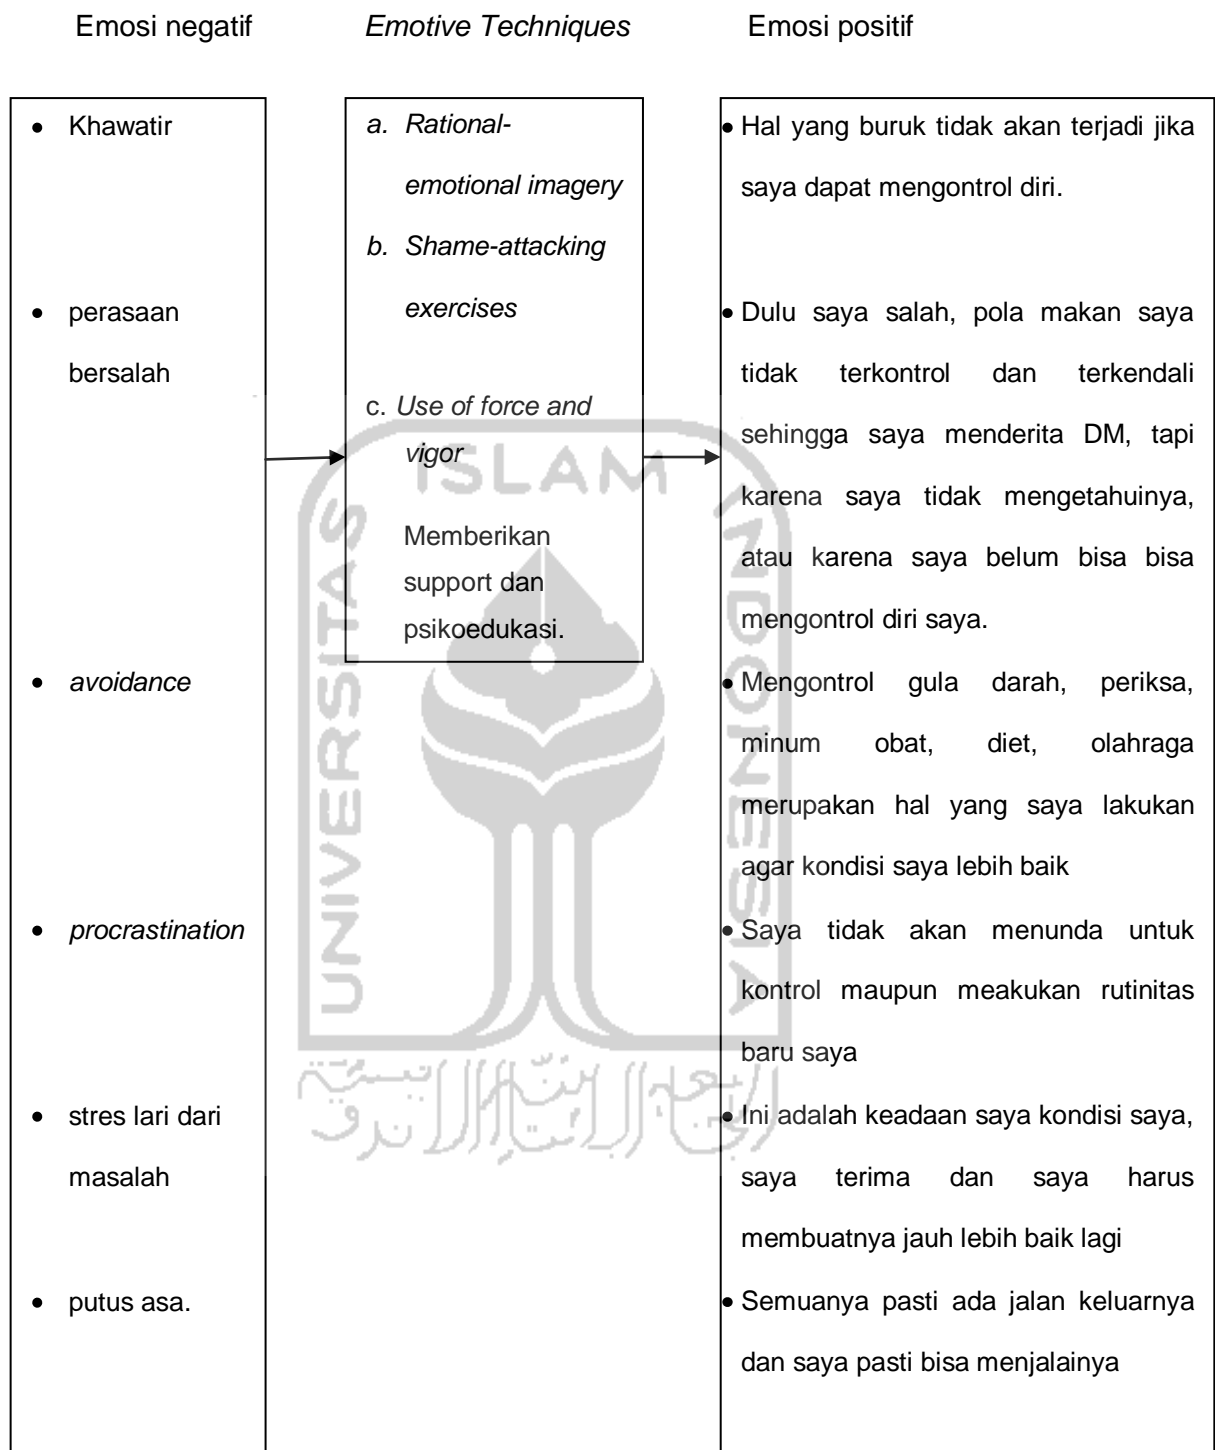 Emosi negatif
Emotive Techniques
Emosi positif
• Khawatir
• perasaan
bersalah
• avoidance
• procrastination
• stres lari dari
masalah
• putus asa.
a. Rational-
emotional imagery
b. Shame-attacking
exercises
c. Use of force and
vigor
Memberikan
support dan
psikoedukasi.
• Hal yang buruk tidak akan terjadi jika
saya dapat mengontrol diri.
• Dulu saya salah, pola makan saya
tidak terkontrol dan terkendali
sehingga saya menderita DM, tapi
karena saya tidak mengetahuinya,
atau karena saya belum bisa bisa
mengontrol diri saya.
• Mengontrol gula darah, periksa,
minum obat, diet, olahraga
merupakan hal yang saya lakukan
agar kondisi saya lebih baik
• Saya tidak akan menunda untuk
kontrol maupun meakukan rutinitas
baru saya
• Ini adalah keadaan saya kondisi saya,
saya terima dan saya harus
membuatnya jauh lebih baik lagi
• Semuanya pasti ada jalan keluarnya
dan saya pasti bisa menjalainya
UNIVERSITAS
ISLAM
INDONESIA